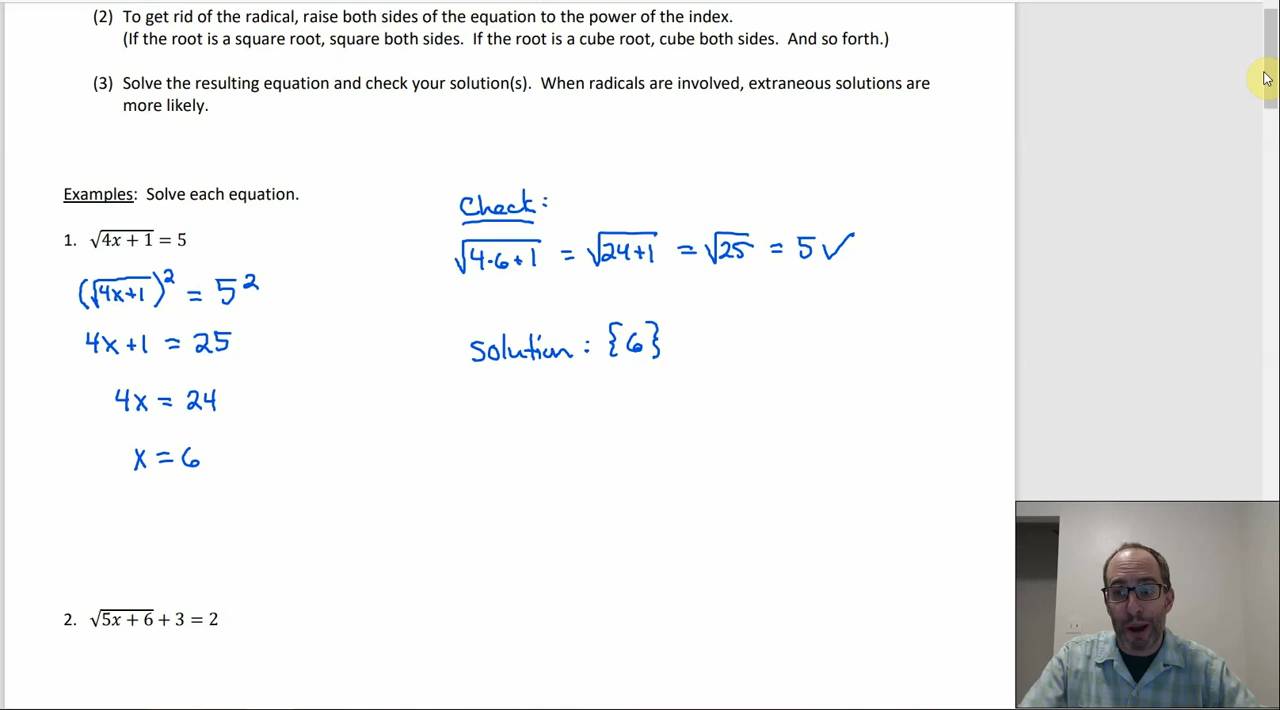 (2) To get rid of the radical, raise both sides of the equation to the power of the index.
(If the root is a square root, square both sides. If the root is a cube root, cube both sides. And so forth.)
(3) Solve the resulting equation and check your solution(s). When radicals are involved, extraneous solutions are
more likely.
Examples: Solve each equation.
1. √(4x + 1) = 5
(√(4x+1))² = 5²
4x+1 = 25
4x = 24
x = 6
Check:
√(4·6+1) = √(24+1) = √25 = 5 ✓
Solution: {6}
2. √(5x + 6) + 3 = 2